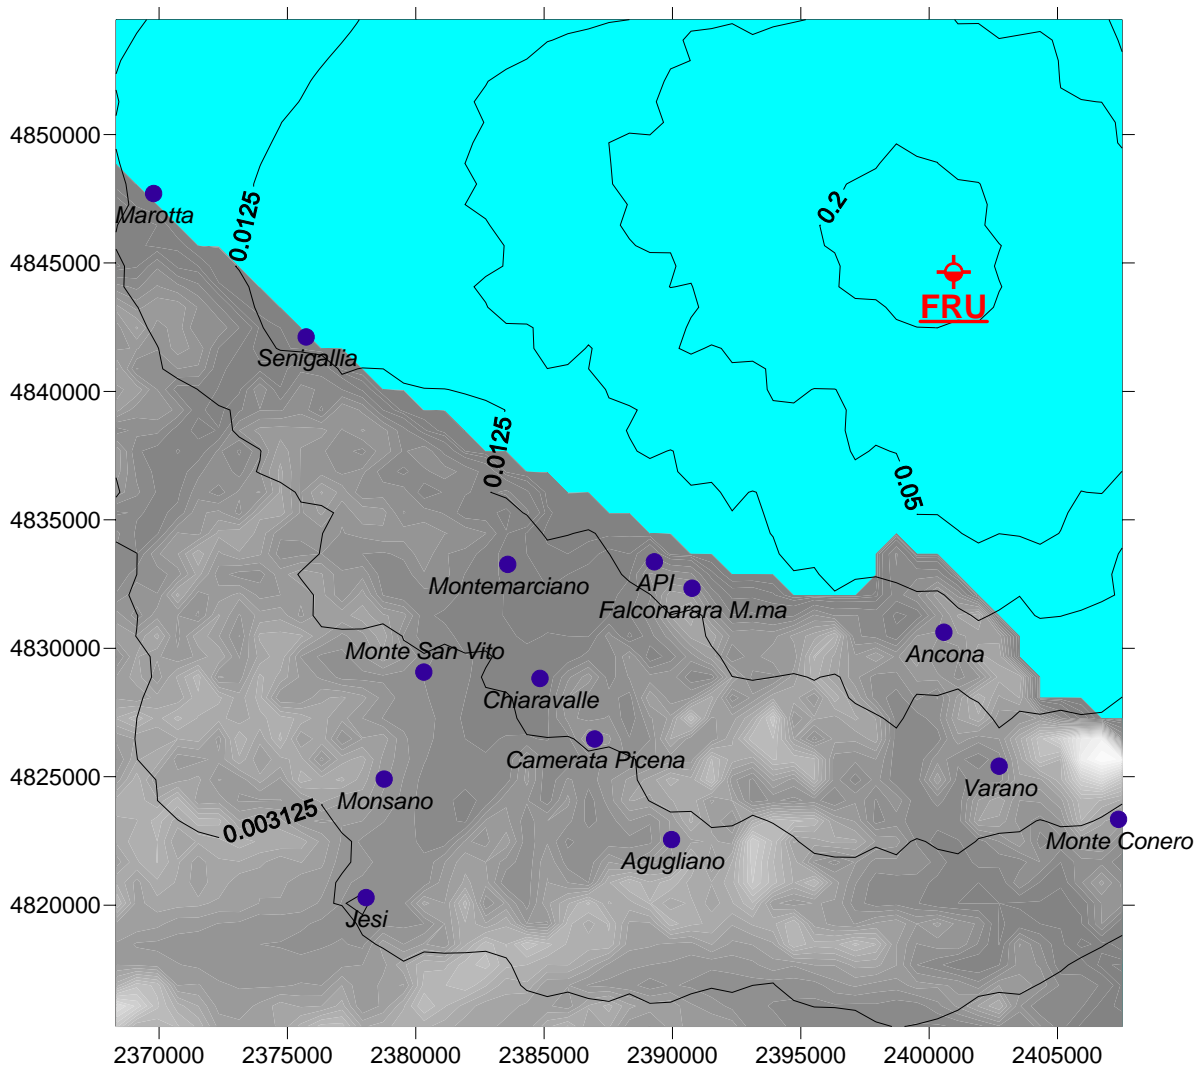 4850000
0.2
Marotta
0.0125
4845000
FRU
Senigallia
4840000
0.0125
0.05
4835000
Montemarciano
API
Falconarara M.ma
4830000
Monte San Vito
Ancona
Chiaravalle
Camerata Picena
4825000
Monsano
Varano
0.003125
Monte Conero
Agugliano
4820000
Jesi
2370000 2375000 2380000 2385000 2390000 2395000 2400000 2405000